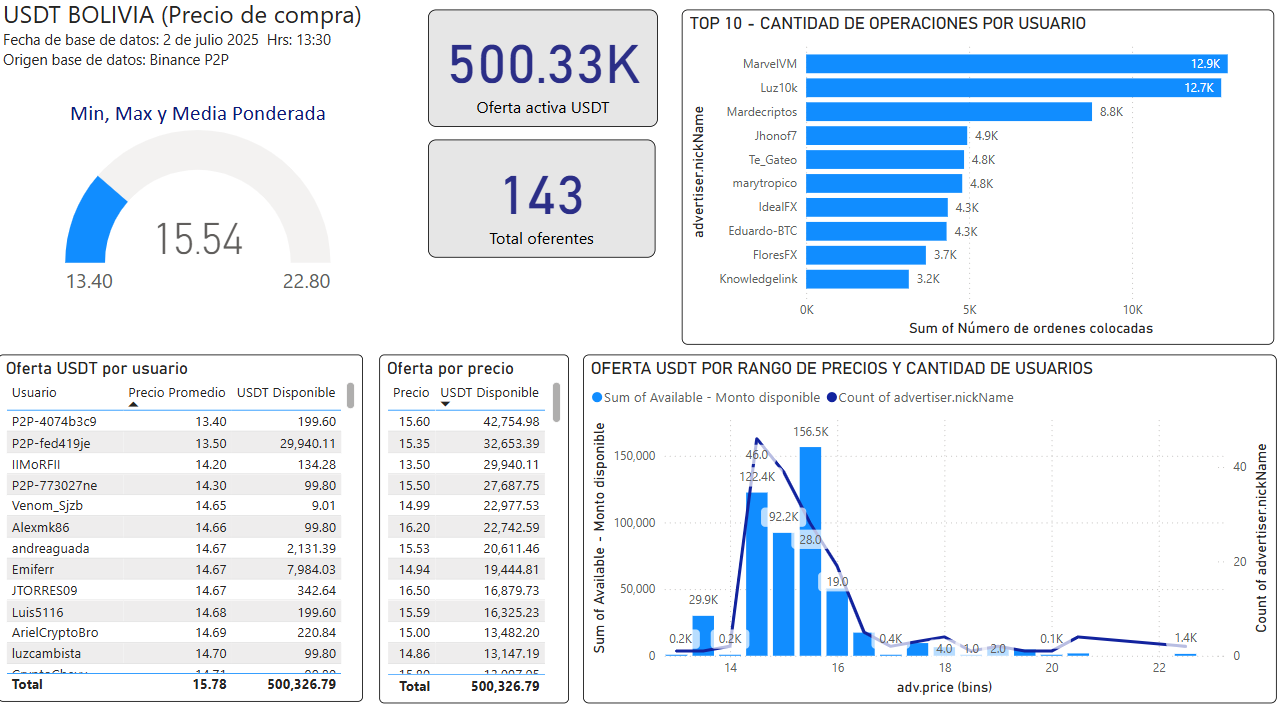 USDT BOLIVIA (Precio de compra)
Fecha de base de datos: 2 de julio 2025 Hrs: 13:30
Origen base de datos: Binance P2P
Min, Max y Media Ponderada
15.54
13.40
22.80
500.33K
Oferta activa USDT
143
Total oferentes
TOP 10 - CANTIDAD DE OPERACIONES POR USUARIO
advertiser.nickName
MarvelVM 12.9K
Luz10k 12.7K
Mardecriptos 8.8K
Jhonof7 4.9K
Te_Gateo 4.8K
marytropico 4.8K
IdealFX 4.3K
Eduardo-BTC 4.3K
FloresFX 3.7K
Knowledgelink 3.2K
0K 5K 10K
Sum of Número de ordenes colocadas
Oferta USDT por usuario
Usuario Precio Promedio USDT Disponible
P2P-4074b3c9 13.40 199.60
P2P-fed419je 13.50 29,940.11
IIMoRFII 14.20 134.28
P2P-773027ne 14.30 99.80
Venom_Sjzb 14.65 9.01
Alexmk86 14.66 99.80
andreaguada 14.67 2,131.39
Emiferr 14.67 7,984.03
JTORRES09 14.67 342.64
Luis5116 14.68 199.60
ArielCryptoBro 14.69 220.84
luzcambista 14.70 99.80
Total 15.78 500,326.79
Oferta por precio
Precio USDT Disponible
15.60 42,754.98
15.35 32,653.39
13.50 29,940.11
15.50 27,687.75
14.99 22,977.53
16.20 22,742.59
15.53 20,611.46
14.94 19,444.81
16.50 16,879.73
15.59 16,325.23
15.00 13,482.20
14.86 13,147.19
Total 500,326.79
OFERTA USDT POR RANGO DE PRECIOS Y CANTIDAD DE USUARIOS
Sum of Available - Monto disponible Count of advertiser.nickName
Sum of Available - Monto disponible
150,000
100,000
50,000
0
0.2K
29.9K
0.2K
46.0
122.4K
92.2K
156.5K
28.0
19.0
0.4K
4.0
1.0
2.0
0.1K
1.4K
40
20
0
Count of advertiser.nickName
14 16 18 20 22
adv.price (bins)